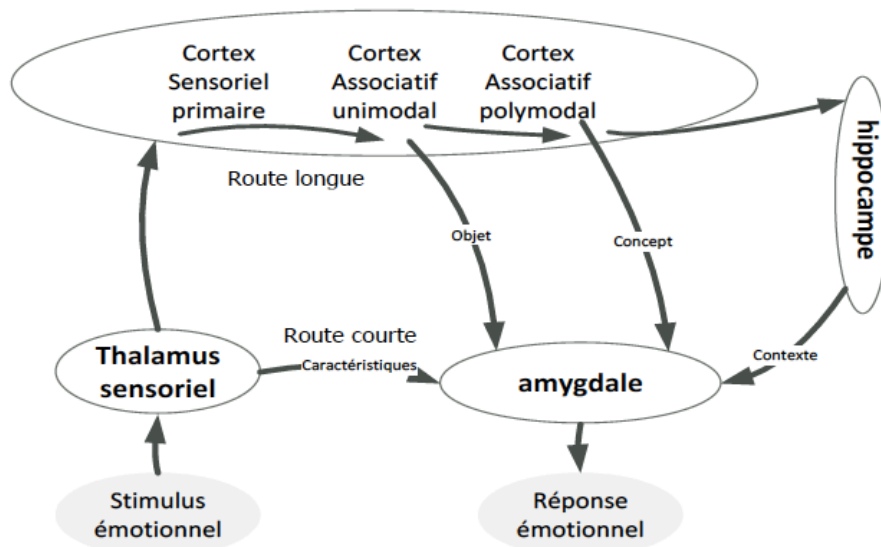 Cortex
Sensoriel
primaire
Cortex
Associatif
unimodal
Cortex
Associatif
polymodal
hippocampe
Route longue
Objet
Concept
Route courte
Caractéristiques
Contexte
Thalamus
sensoriel
amygdale
Stimulus
émotionnel
Réponse
émotionnel